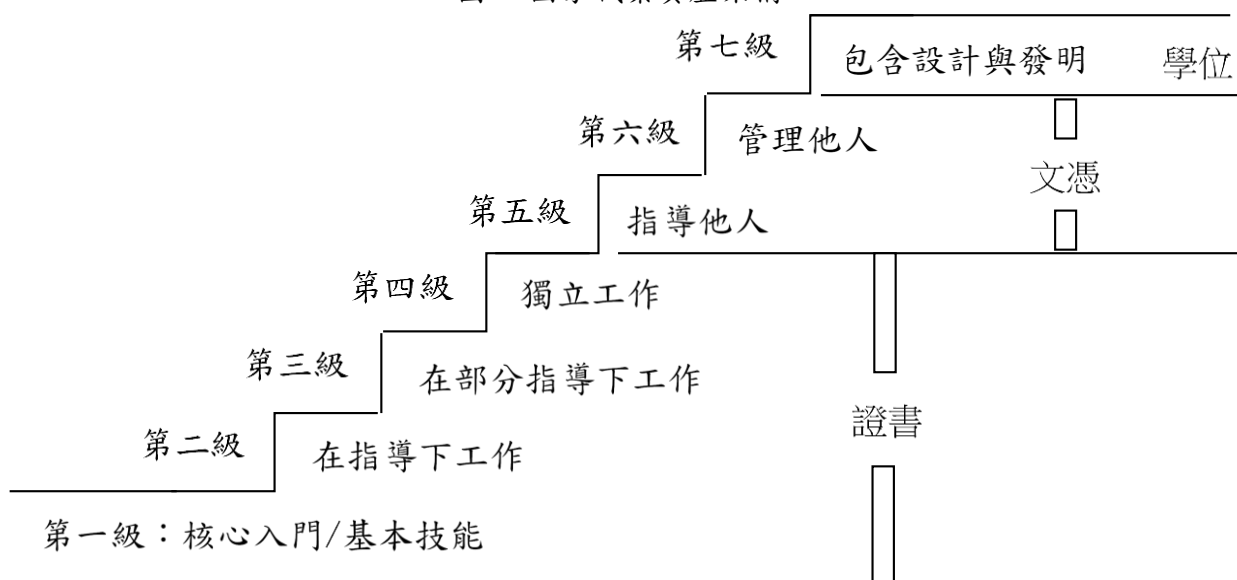 第七級
包含設計與發明 學位
第六級
管理他人
文憑
第五級
指導他人
第四級
獨立工作
第三級
在部分指導下工作
證書
第二級
在指導下工作
第一級：核心入門/基本技能